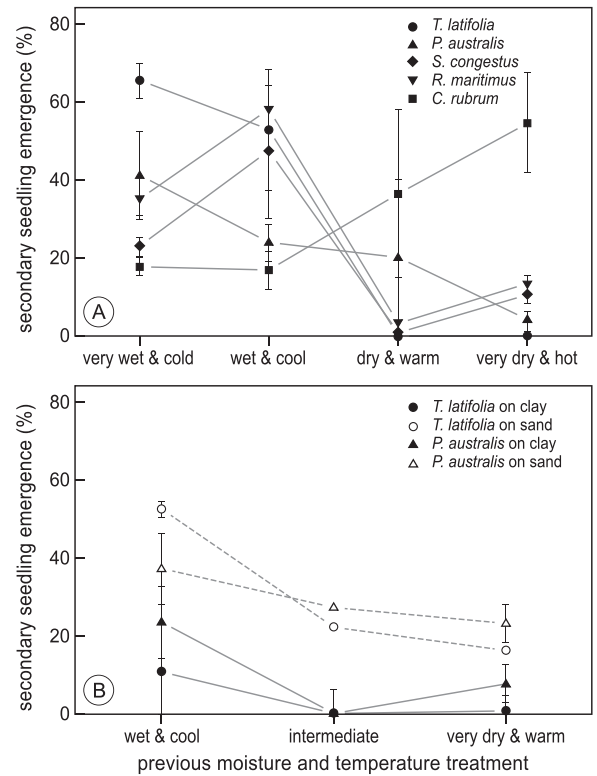 80
60
40
20
0
secondary seedling emergence (%)
T. latifolia
P. australis
S. congestus
R. maritimus
C. rubrum
A
very wet & cold
wet & cool
dry & warm
very dry & hot
80
60
40
20
0
secondary seedling emergence (%)
T. latifolia on clay
T. latifolia on sand
P. australis on clay
P. australis on sand
B
wet & cool
intermediate
very dry & warm
previous moisture and temperature treatment